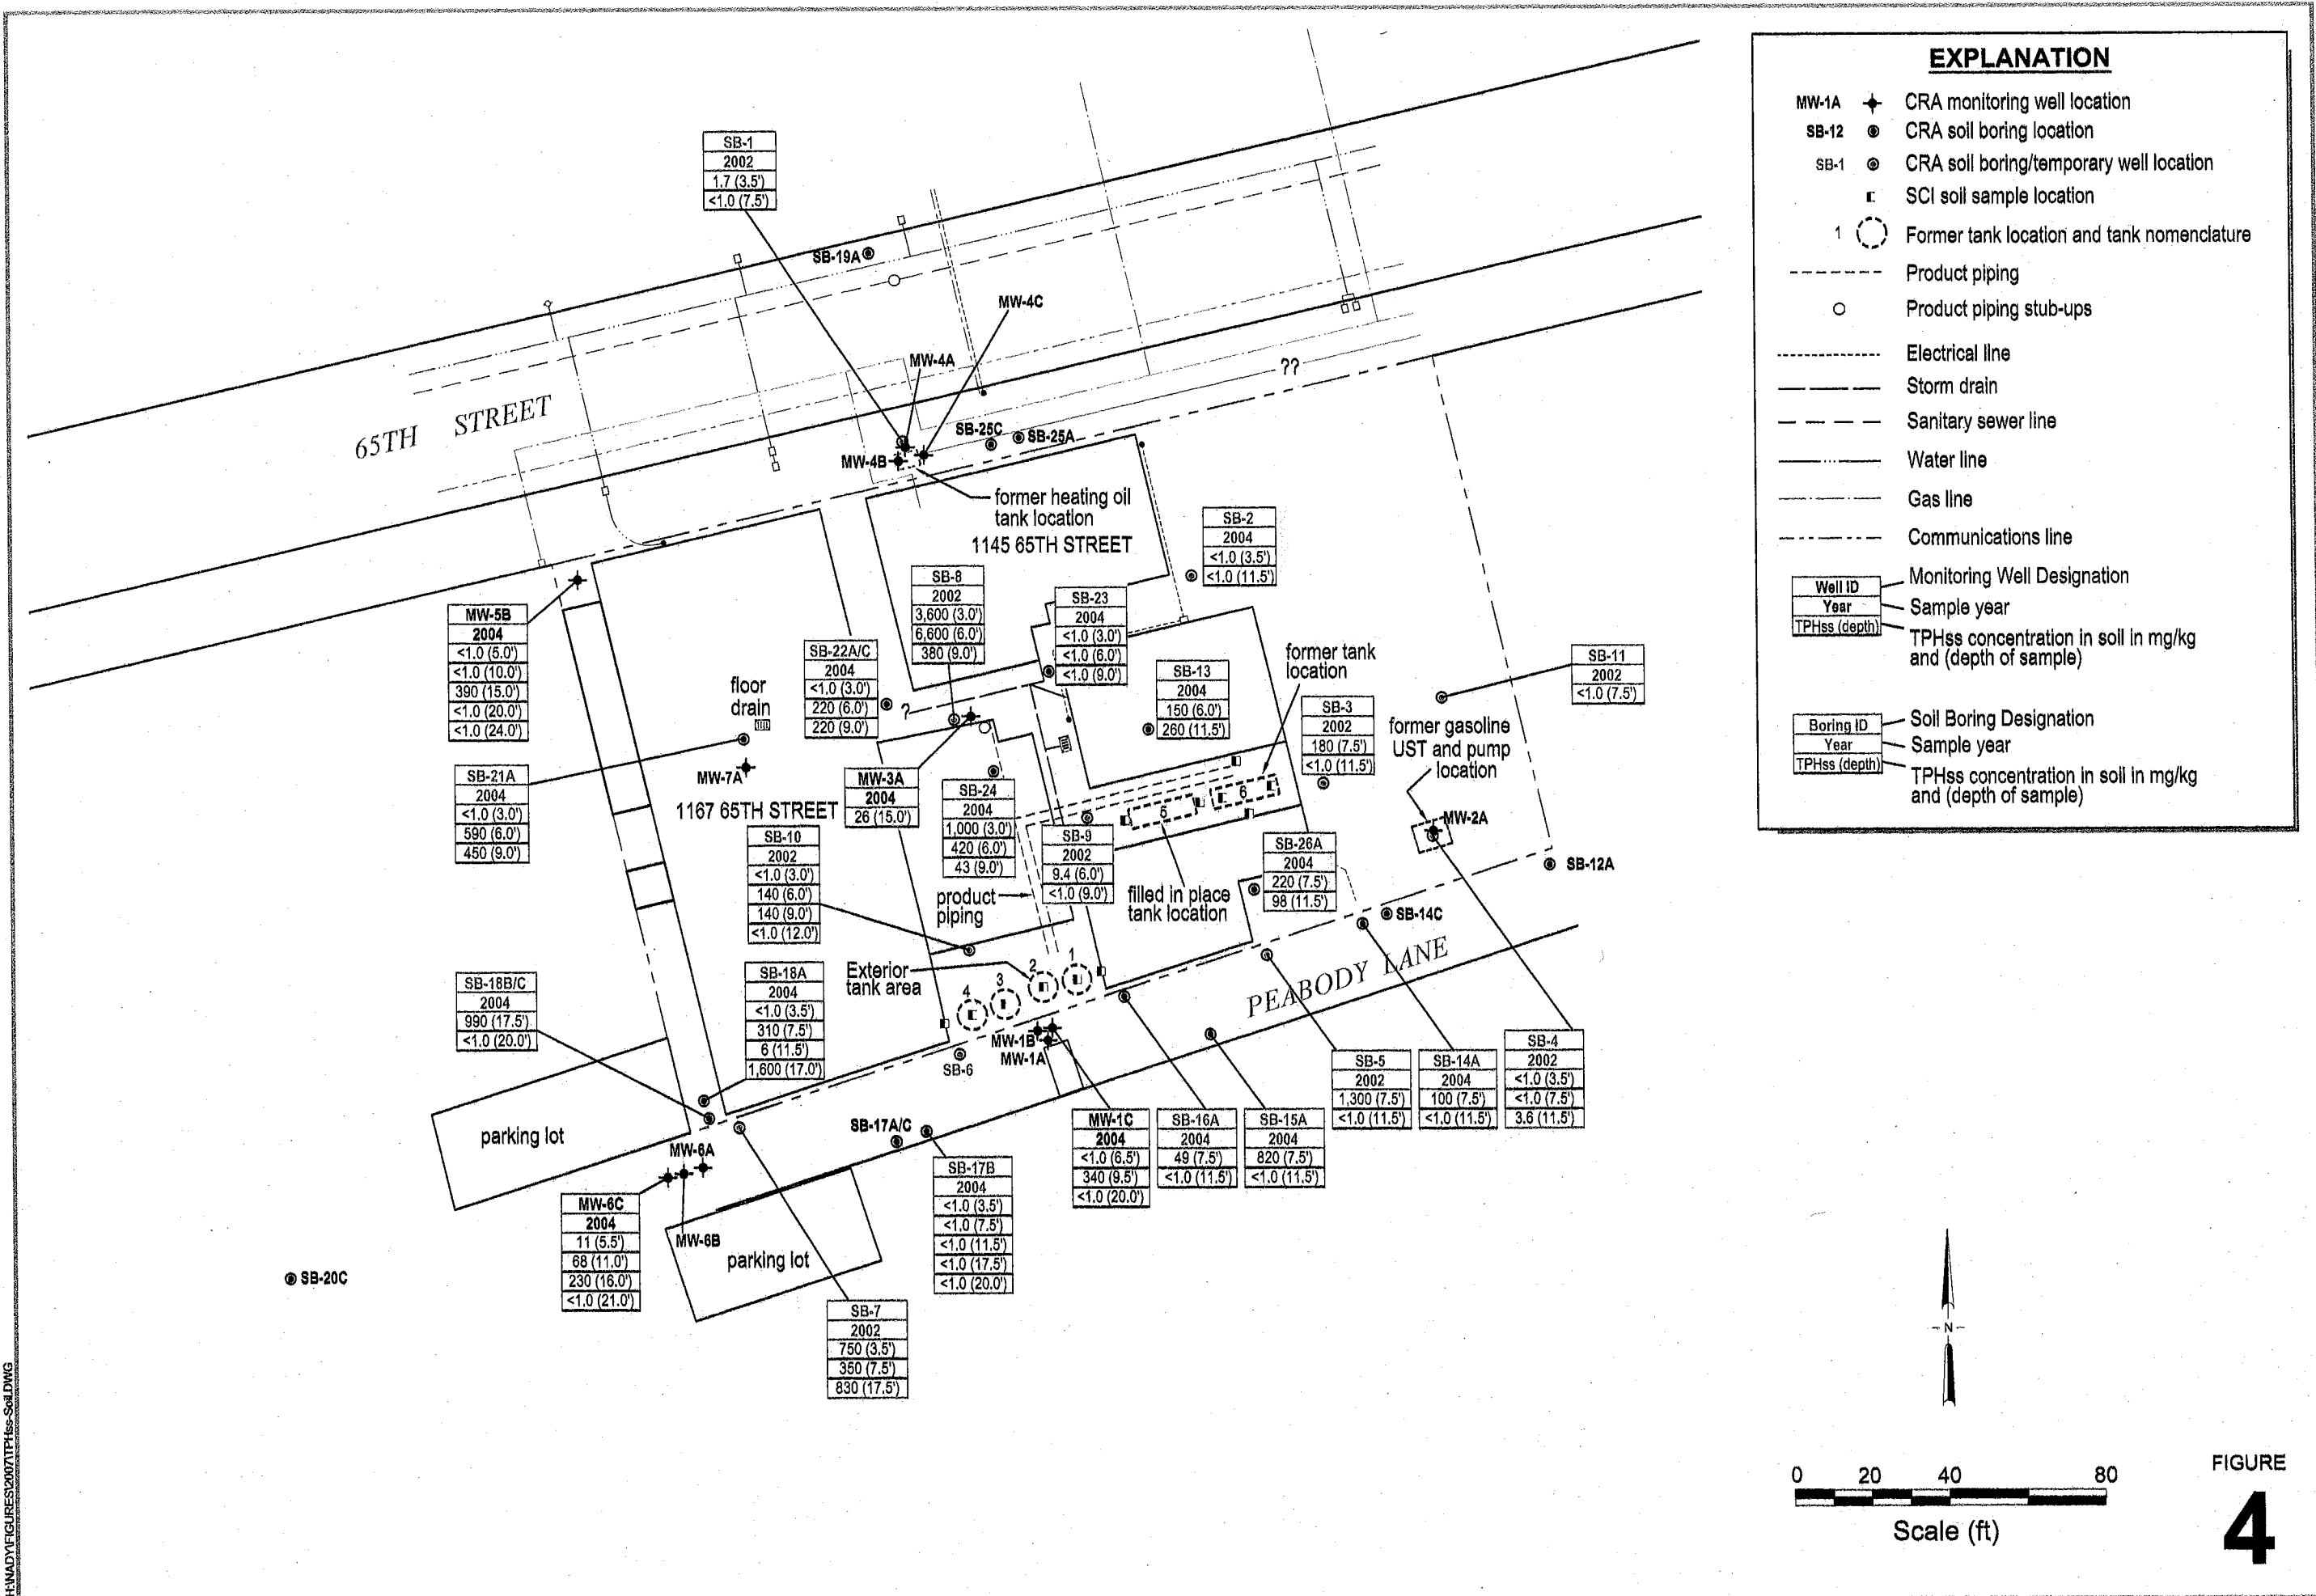 EXPLANATION
MW-1A CRA monitoring well location
SB-12 CRA soil boring location
SB-1 CRA soil boring/temporary well location
SCI soil sample location
1 Former tank location and tank nomenclature
Product piping
Product piping stub-ups
Electrical line
Storm drain
Sanitary sewer line
Water line
Gas line
Communications line
Well ID
Year
TPHss (depth)
Monitoring Well Designation
Sample year
TPHss concentration in soil in mg/kg
and (depth of sample)
Boring ID
Year
TPHss (depth)
Soil Boring Designation
Sample year
TPHss concentration in soil in mg/kg
and (depth of sample)
SB-1
2002
1.7 (3.5')
<1.0 (7.5')
SB-19A
MW-4C
MW-4A
??
65TH STREET
SB-25C
SB-25A
MW-4B
former heating oil
tank location
1145 65TH STREET
SB-2
2004
<1.0 (3.5')
<1.0 (11.5')
SB-8
2002
3,600 (3.0')
6,600 (6.0')
380 (9.0')
SB-23
2004
<1.0 (3.0')
<1.0 (6.0')
<1.0 (9.0')
MW-5B
2004
<1.0 (5.0')
<1.0 (10.0')
390 (15.0')
<1.0 (20.0')
<1.0 (24.0')
SB-22A/C
2004
<1.0 (3.0')
220 (6.0')
220 (9.0')
?
SB-13
2004
150 (6.0')
260 (11.5')
former tank
location
SB-11
2002
<1.0 (7.5')
floor
drain
SB-3
2002
180 (7.5')
<1.0 (11.5')
former gasoline
UST and pump
location
SB-21A
2004
<1.0 (3.0')
590 (6.0')
450 (9.0')
MW-7A
1167 65TH STREET
MW-3A
2004
26 (15.0')
SB-24
2004
1,000 (3.0')
420 (6.0')
43 (9.0')
6
5
MW-2A
SB-10
2002
<1.0 (3.0')
140 (6.0')
140 (9.0')
<1.0 (12.0')
SB-9
2002
9.4 (6.0')
<1.0 (9.0')
SB-26A
2004
220 (7.5')
98 (11.5')
SB-12A
product
piping
filled in place
tank location
SB-14C
PEABODY LANE
Exterior
tank area
1
2
3
4
SB-18B/C
2004
990 (17.5')
<1.0 (20.0')
SB-18A
2004
<1.0 (3.5')
310 (7.5')
6 (11.5')
1,600 (17.0')
MW-1B
MW-1A
SB-6
SB-5
2002
1,300 (7.5')
<1.0 (11.5')
SB-14A
2004
100 (7.5')
<1.0 (11.5')
SB-4
2002
<1.0 (3.5')
<1.0 (7.5')
3.6 (11.5')
parking lot
SB-17A/C
MW-1C
2004
<1.0 (6.5')
340 (9.5')
<1.0 (20.0')
SB-16A
2004
49 (7.5')
<1.0 (11.5')
SB-15A
2004
820 (7.5')
<1.0 (11.5')
MW-6A
SB-17B
2004
<1.0 (3.5')
<1.0 (7.5')
<1.0 (11.5')
<1.0 (17.5')
<1.0 (20.0')
MW-6C
2004
11 (5.5')
68 (11.0')
230 (16.0')
<1.0 (21.0')
MW-6B
parking lot
SB-20C
SB-7
2002
750 (3.5')
350 (7.5')
830 (17.5')
N
0 20 40 80
Scale (ft)
FIGURE
4
H:\NADY\FIGURES\2007\TPHss-Soil.DWG